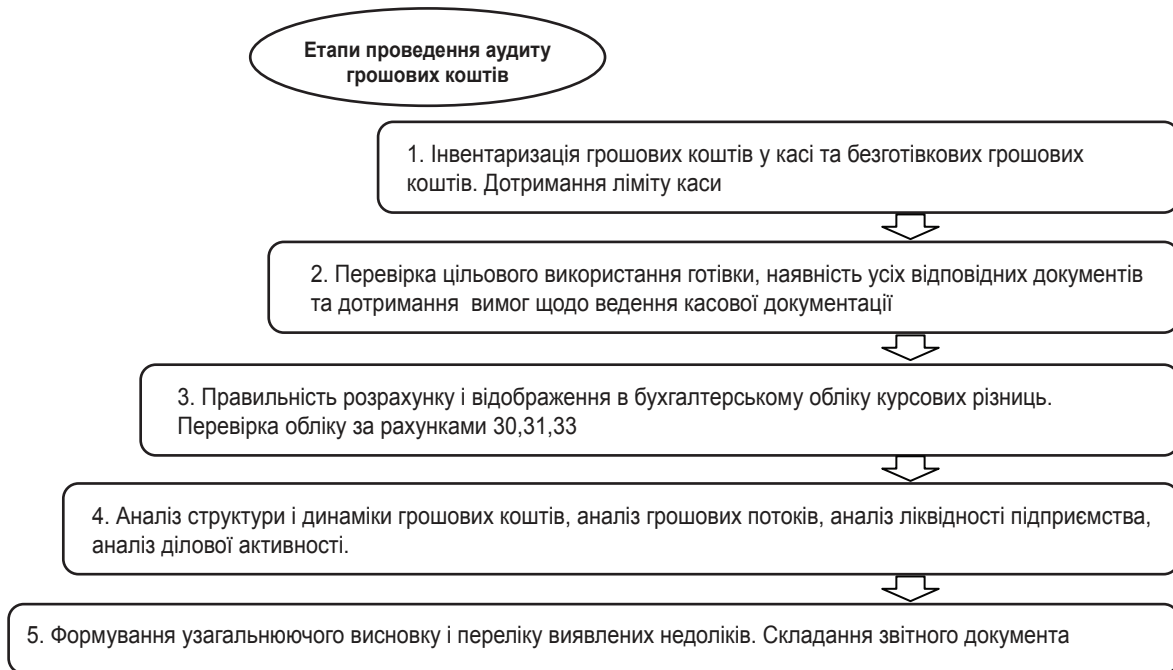 Етапи проведення аудиту
грошових коштів
1. Інвентаризація грошових коштів у касі та безготівкових грошових
коштів. Дотримання ліміту каси
2. Перевірка цільового використання готівки, наявність усіх відповідних документів
та дотримання вимог щодо ведення касової документації
3. Правильність розрахунку і відображення в бухгалтерському обліку курсових різниць.
Перевірка обліку за рахунками 30,31,33
4. Аналіз структури і динаміки грошових коштів, аналіз грошових потоків, аналіз ліквідності підприємства,
аналіз ділової активності.
5. Формування узагальнюючого висновку і переліку виявлених недоліків. Складання звітного документа